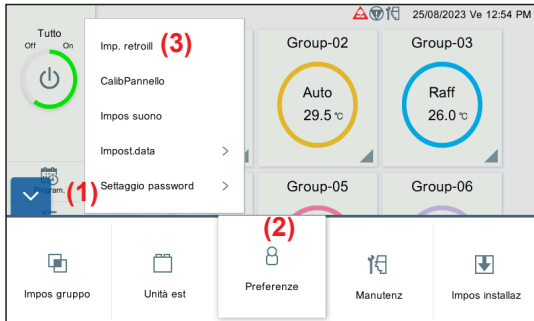 25/08/2023 Ve 12:54 PM
Tutto
Off On
Imp. retroill
(3)
CalibPannello
Impos suono
Impost.data >
Settaggio password >
Group-02
Auto
29.5 °C
Group-03
Raff
26.0 °C
Program.
(1)
Group-05
Group-06
(2)
Impos gruppo
Unità est
Preferenze
Manutenz
Impos installaz